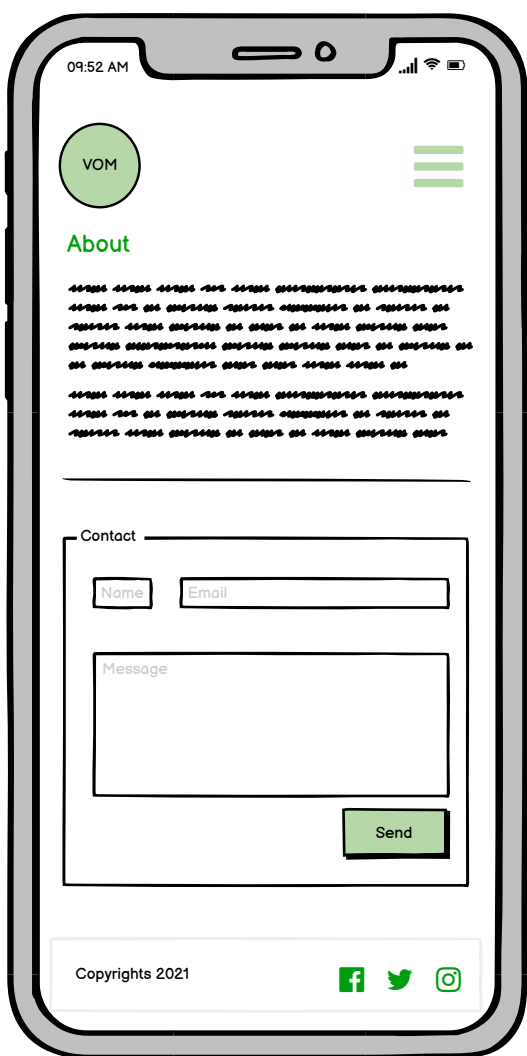 09:52 AM
VOM
About
Contact
Name
Email
Message
Send
Copyrights 2021